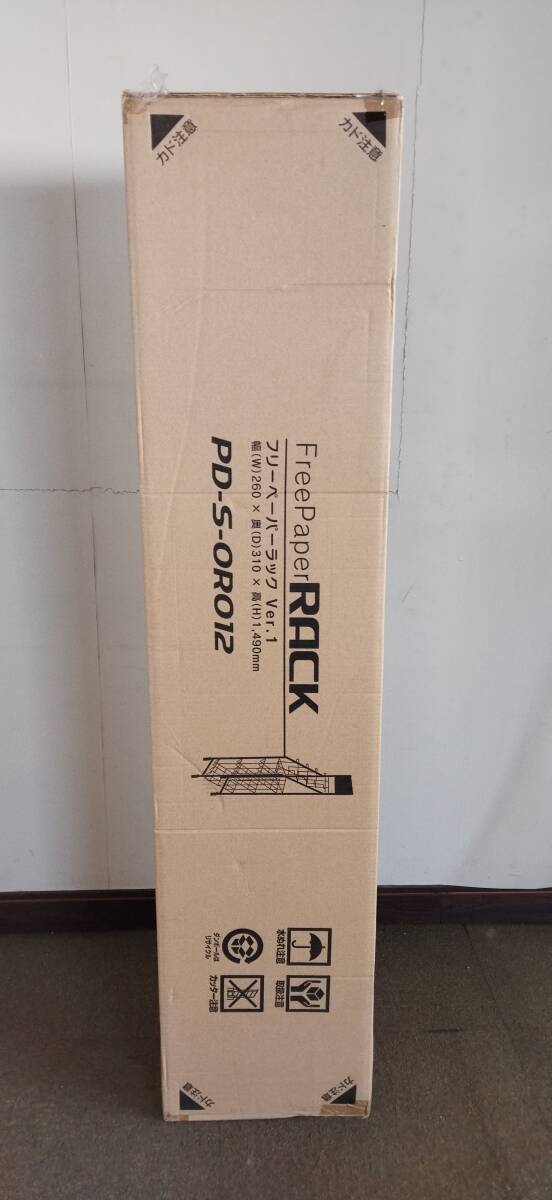 カド注意
カド注意
FreePaperRACK
フリーペーパーラック Ver.1
幅(W)260 × 奥(D)310 × 高(H)1,490mm
PD-S-OR012
水ぬれ注意
取扱注意
ダンボールは
リサイクル
カッター注意
カド注意
カド注意